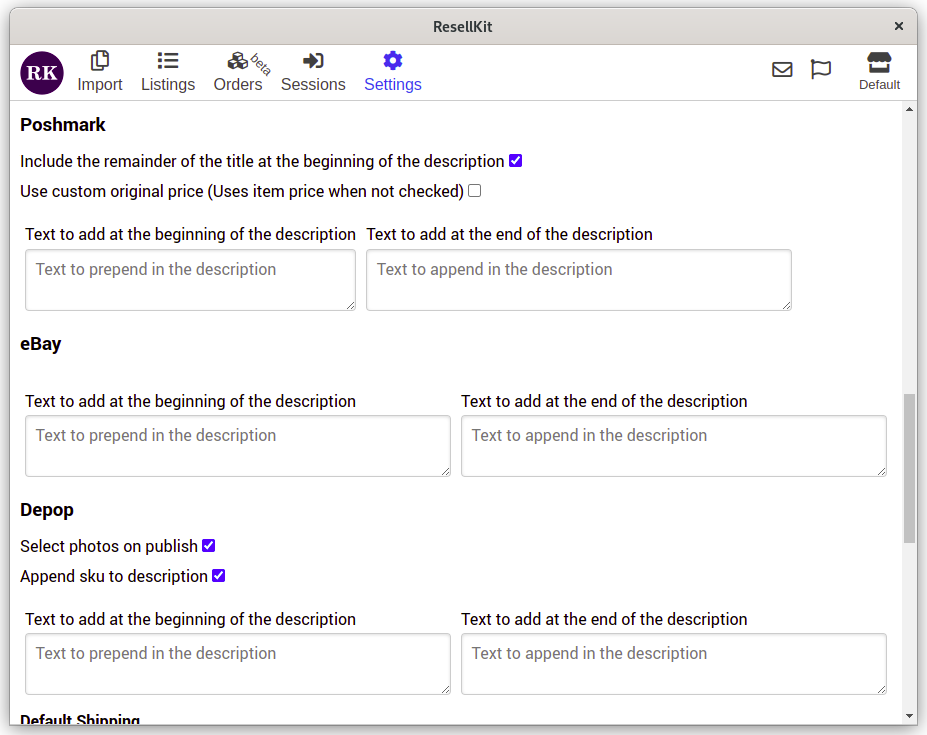 ResellKit
RK Import Listings Orders beta Sessions Settings Default
Poshmark
Include the remainder of the title at the beginning of the description
Use custom original price (Uses item price when not checked)
Text to add at the beginning of the description Text to add at the end of the description
Text to prepend in the description Text to append in the description
eBay
Text to add at the beginning of the description Text to add at the end of the description
Text to prepend in the description Text to append in the description
Depop
Select photos on publish
Append sku to description
Text to add at the beginning of the description Text to add at the end of the description
Text to prepend in the description Text to append in the description
Default Shipping